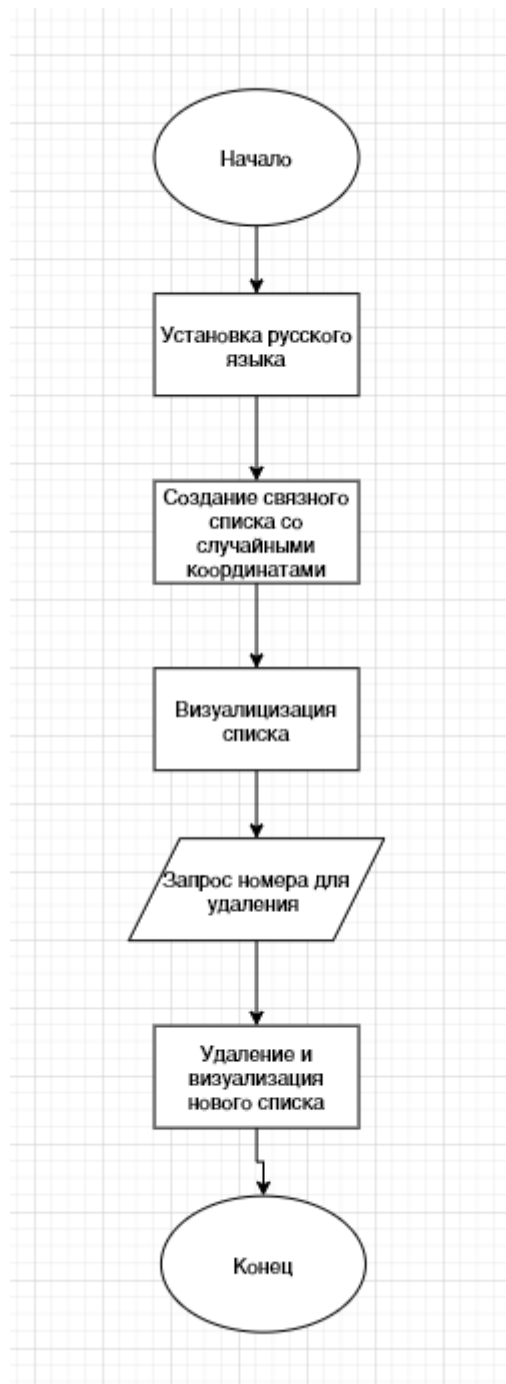 Начало
Установка русского
языка
Создание связного
списка со
случайными
координатами
Визуалицизация
списка
Запрос номера для
удаления
Удаление и
визуализация
нового списка
Конец